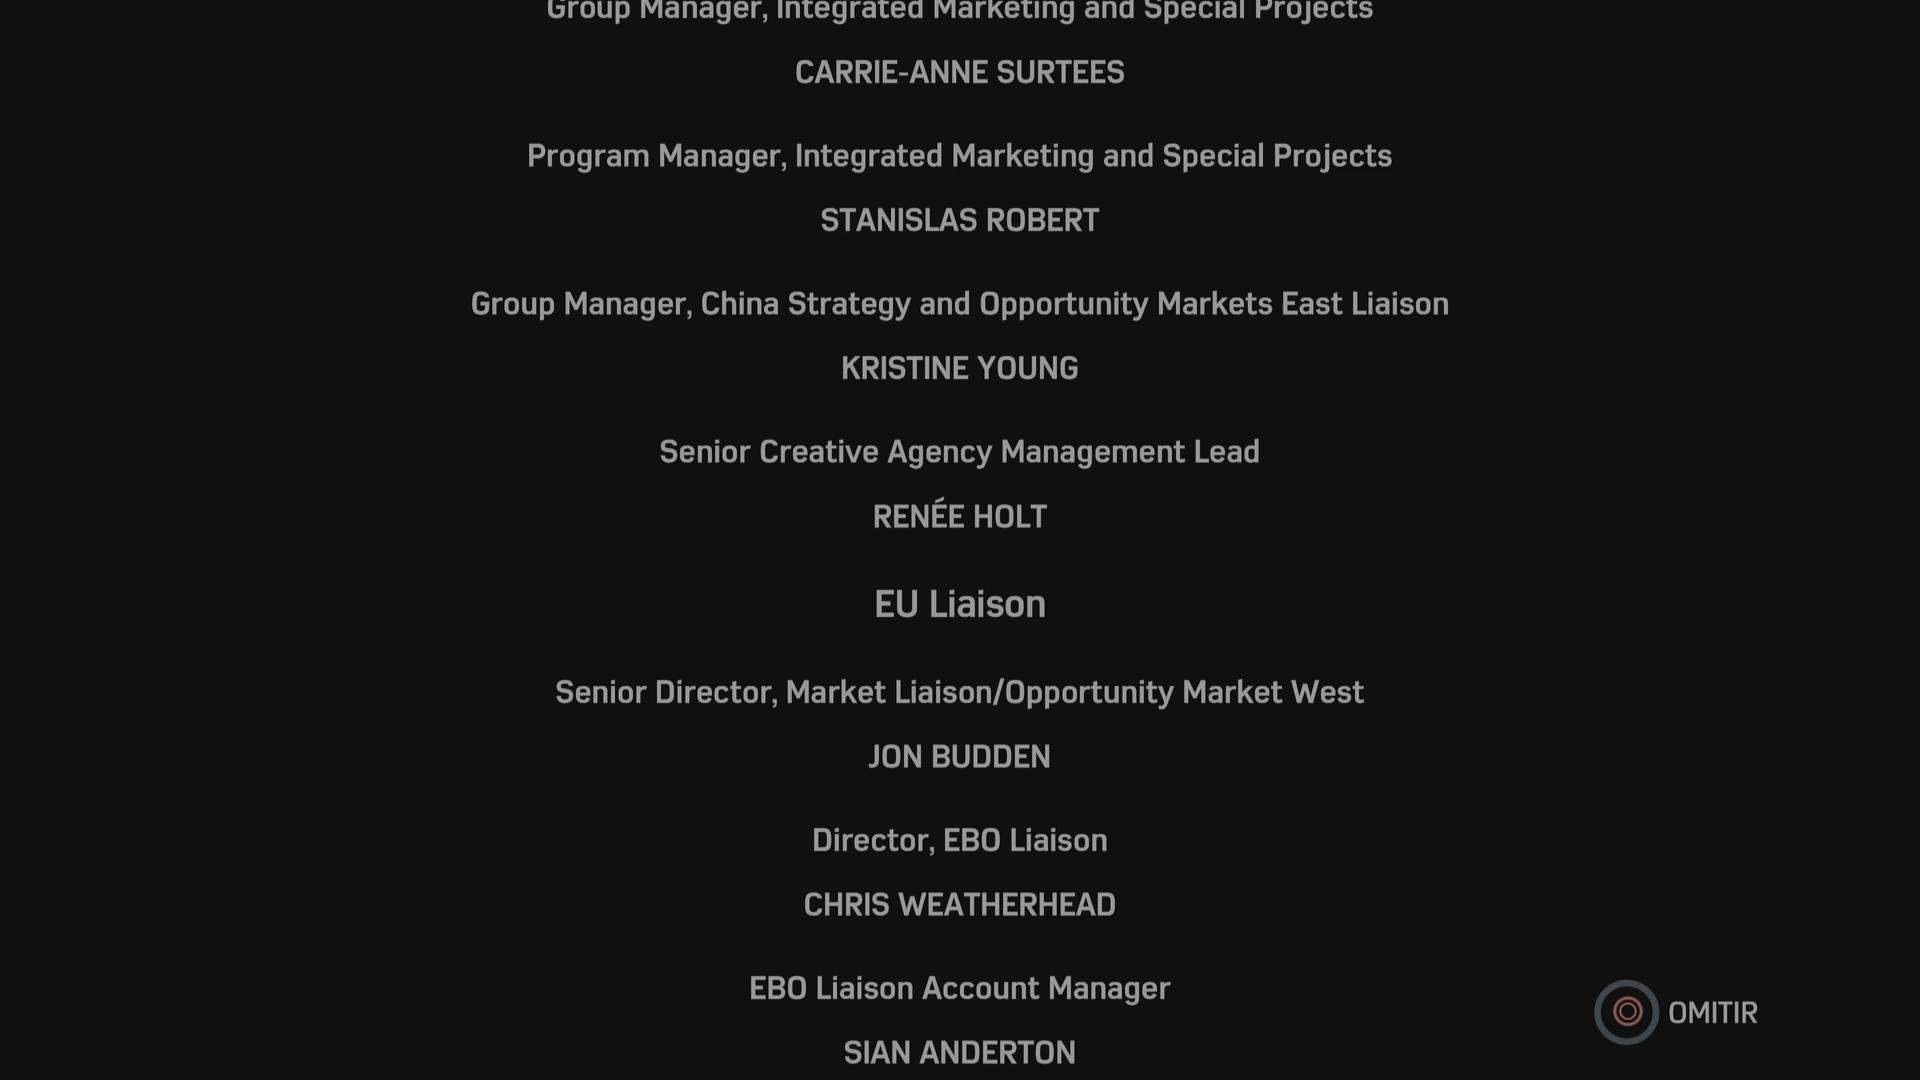 Group Manager, Integrated Marketing and Special Projects
CARRIE-ANNE SURTEES
Program Manager, Integrated Marketing and Special Projects
STANISLAS ROBERT
Group Manager, China Strategy and Opportunity Markets East Liaison
KRISTINE YOUNG
Senior Creative Agency Management Lead
RENÉE HOLT
EU Liaison
Senior Director, Market Liaison/Opportunity Market West
JON BUDDEN
Director, EBO Liaison
CHRIS WEATHERHEAD
EBO Liaison Account Manager
OMITIR
SIAN ANDERTON